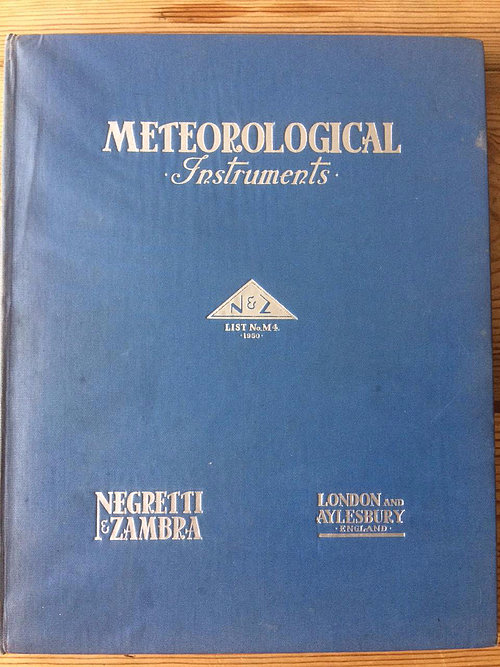 METEOROLOGICAL
· Instruments ·
N & Z
LIST No. M4.
· 1950 ·
NEGRETTI
& ZAMBRA
LONDON AND
AYLESBURY
· ENGLAND ·